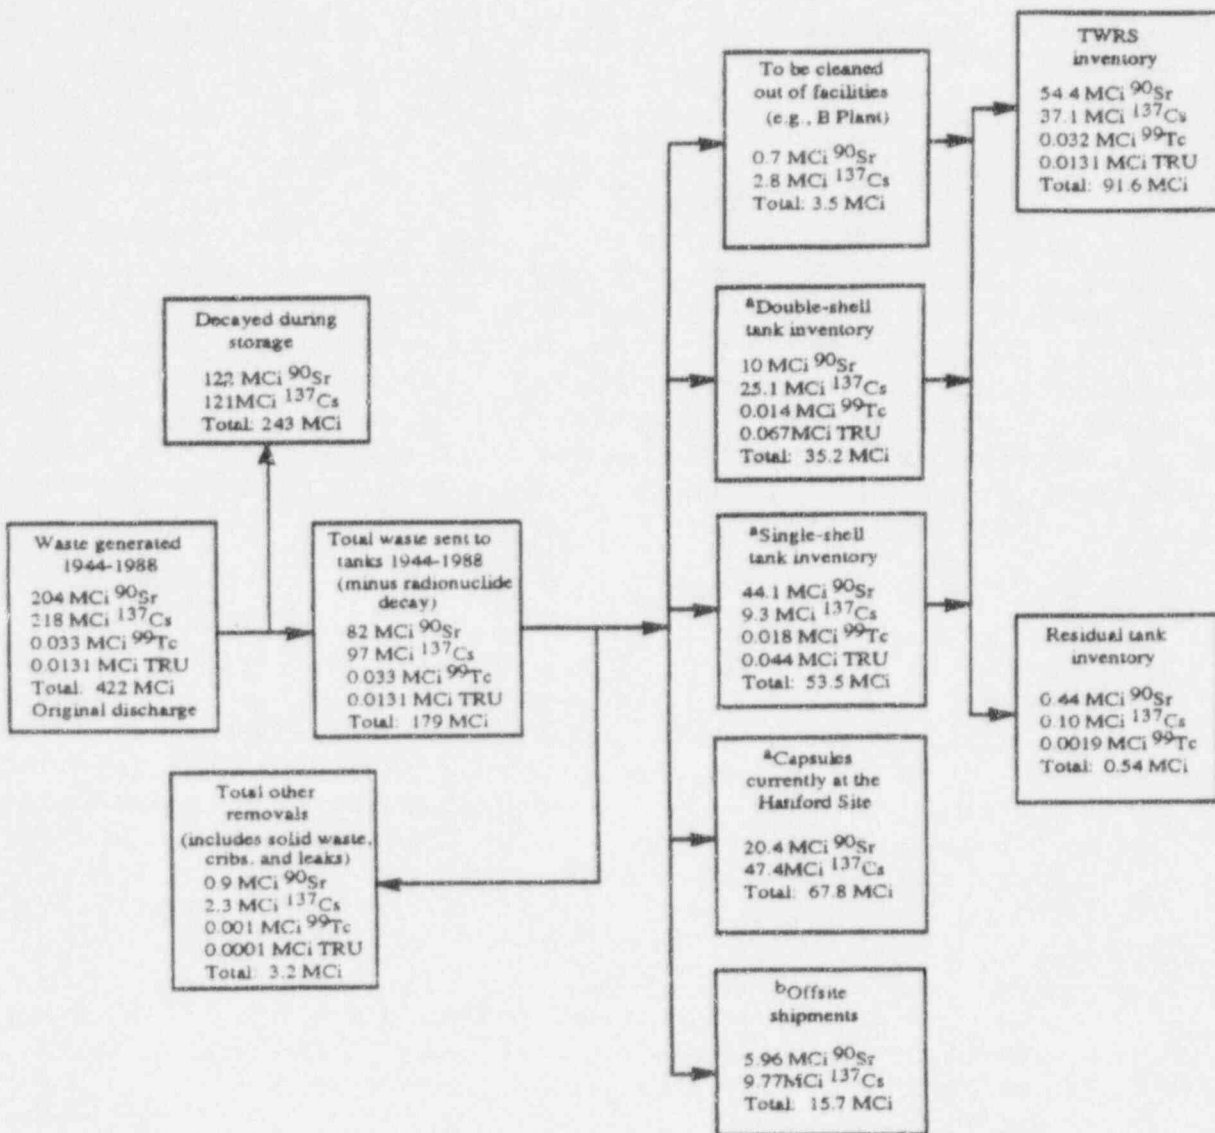 Waste generated
1944-1988
204 MCi ⁹⁰Sr
218 MCi ¹³⁷Cs
0.033 MCi ⁹⁹Tc
0.0131 MCi TRU
Total: 422 MCi
Original discharge
Decayed during
storage
122 MCi ⁹⁰Sr
121MCi ¹³⁷Cs
Total: 243 MCi
Total waste sent to
tanks 1944-1988
(minus radionuclide
decay)
82 MCi ⁹⁰Sr
97 MCi ¹³⁷Cs
0.033 MCi ⁹⁹Tc
0.0131 MCi TRU
Total: 179 MCi
Total other
removals
(includes solid waste,
cribs, and leaks)
0.9 MCi ⁹⁰Sr
2.3 MCi ¹³⁷Cs
0.001 MCi ⁹⁹Tc
0.0001 MCi TRU
Total: 3.2 MCi
To be cleaned
out of facilities
(e.g., B Plant)
0.7 MCi ⁹⁰Sr
2.8 MCi ¹³⁷Cs
Total: 3.5 MCi
ᵃDouble-shell
tank inventory
10 MCi ⁹⁰Sr
25.1 MCi ¹³⁷Cs
0.014 MCi ⁹⁹Tc
0.067MCi TRU
Total: 35.2 MCi
ᵃSingle-shell
tank inventory
44.1 MCi ⁹⁰Sr
9.3 MCi ¹³⁷Cs
0.018 MCi ⁹⁹Tc
0.044 MCi TRU
Total: 53.5 MCi
ᵃCapsules
currently at the
Hanford Site
20.4 MCi ⁹⁰Sr
47.4MCi ¹³⁷Cs
Total: 67.8 MCi
ᵇOffsite
shipments
5.96 MCi ⁹⁰Sr
9.77MCi ¹³⁷Cs
Total: 15.7 MCi
TWRS
inventory
54.4 MCi ⁹⁰Sr
37.1 MCi ¹³⁷Cs
0.032 MCi ⁹⁹Tc
0.0131 MCi TRU
Total: 91.6 MCi
Residual tank
inventory
0.44 MCi ⁹⁰Sr
0.10 MCi ¹³⁷Cs
0.0019 MCi ⁹⁹Tc
Total: 0.54 MCi